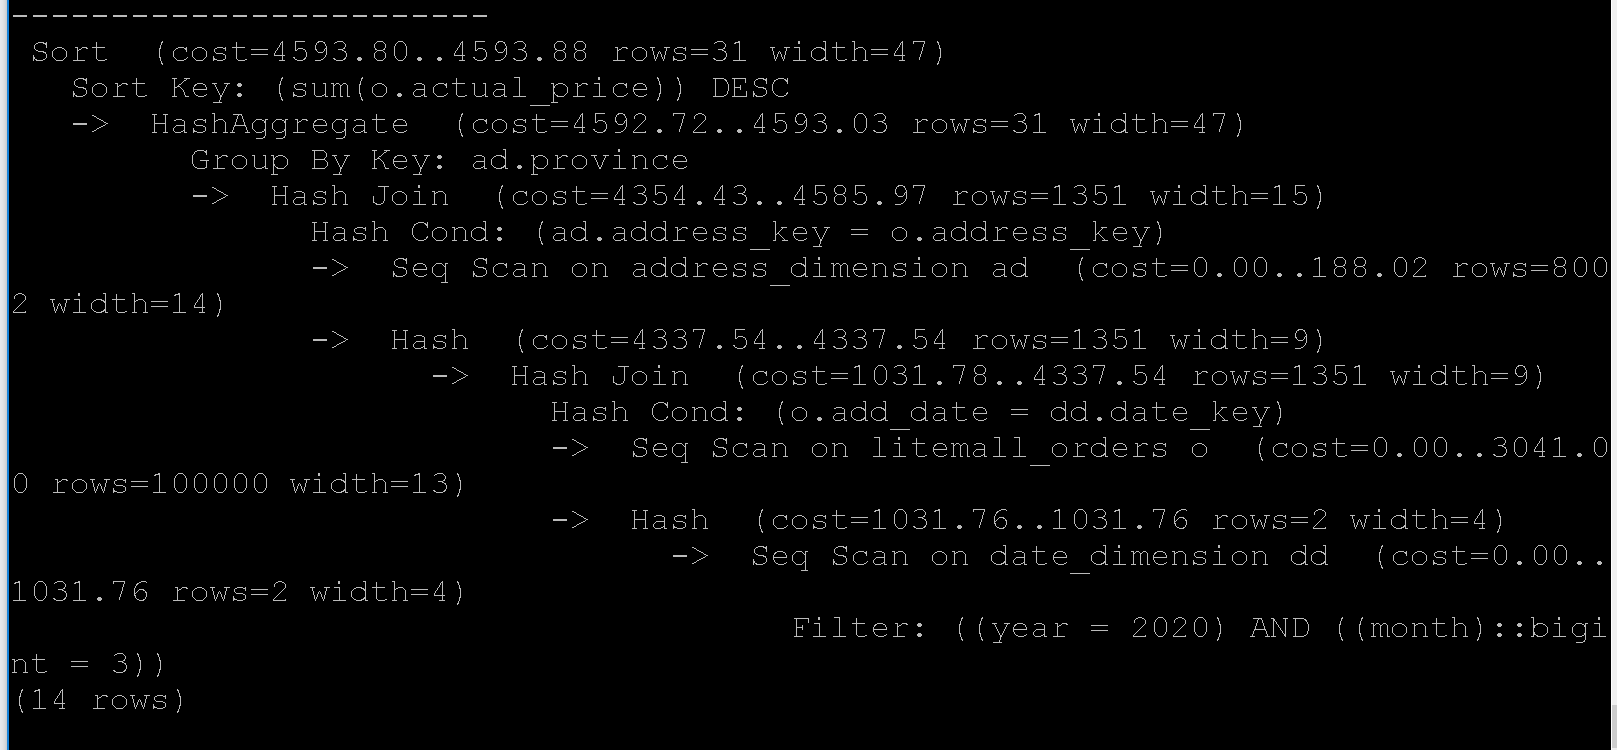 ------------------------
 Sort  (cost=4593.80..4593.88 rows=31 width=47)
   Sort Key: (sum(o.actual_price)) DESC
   ->  HashAggregate  (cost=4592.72..4593.03 rows=31 width=47)
         Group By Key: ad.province
         ->  Hash Join  (cost=4354.43..4585.97 rows=1351 width=15)
               Hash Cond: (ad.address_key = o.address_key)
               ->  Seq Scan on address_dimension ad  (cost=0.00..188.02 rows=800
2 width=14)
               ->  Hash  (cost=4337.54..4337.54 rows=1351 width=9)
                     ->  Hash Join  (cost=1031.78..4337.54 rows=1351 width=9)
                           Hash Cond: (o.add_date = dd.date_key)
                           ->  Seq Scan on litemall_orders o  (cost=0.00..3041.0
0 rows=100000 width=13)
                           ->  Hash  (cost=1031.76..1031.76 rows=2 width=4)
                                 ->  Seq Scan on date_dimension dd  (cost=0.00..
1031.76 rows=2 width=4)
                                       Filter: ((year = 2020) AND ((month)::bigi
nt = 3))
(14 rows)